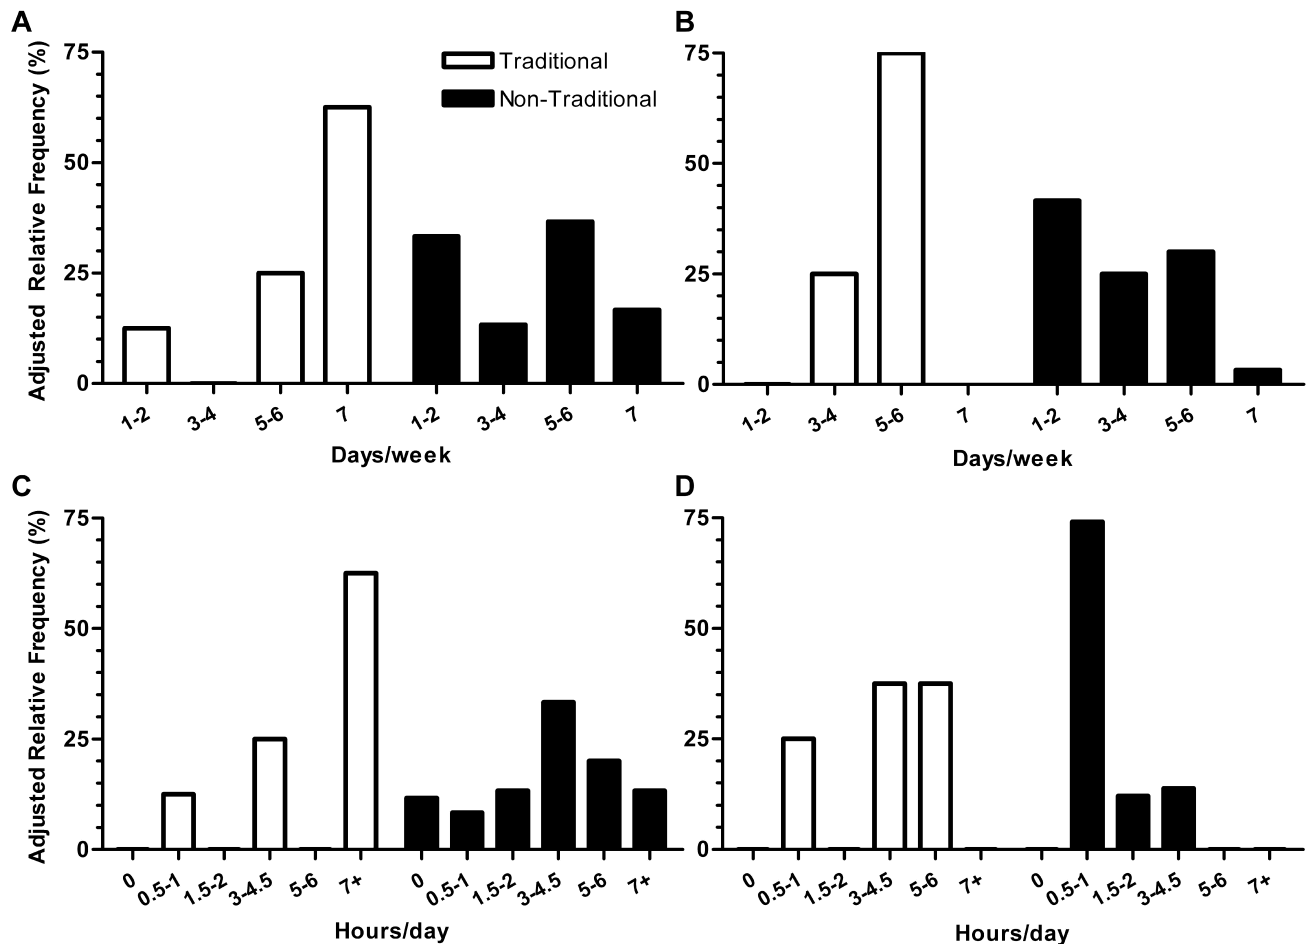 A
Adjusted Relative Frequency (%)
75
50
25
0
Traditional
Non-Traditional
1-2 3-4 5-6 7 1-2 3-4 5-6 7
Days/week
B
75
50
25
0
1-2 3-4 5-6 7 1-2 3-4 5-6 7
Days/week
C
Adjusted Relative Frequency (%)
75
50
25
0
0 0.5-1 1.5-2 3-4.5 5-6 7+ 0 0.5-1 1.5-2 3-4.5 5-6 7+
Hours/day
D
75
50
25
0
0 0.5-1 1.5-2 3-4.5 5-6 7+ 0 0.5-1 1.5-2 3-4.5 5-6 7+
Hours/day